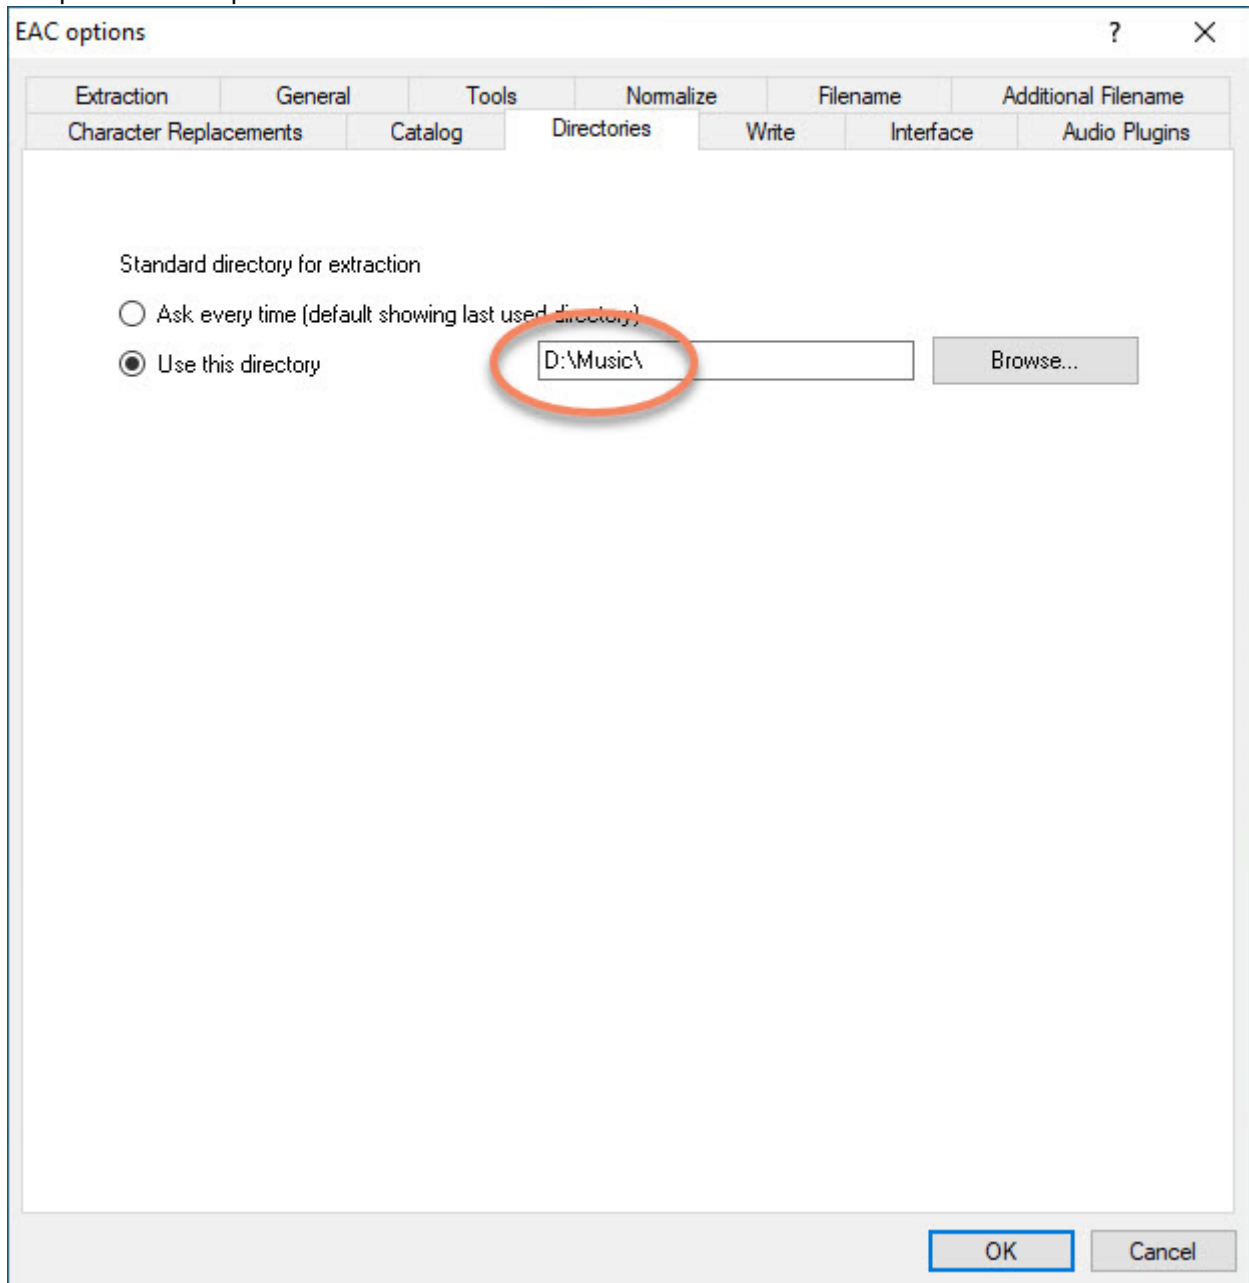 EAC options
Extraction General Tools Normalize Filename Additional Filename
Character Replacements Catalog Directories Write Interface Audio Plugins
Standard directory for extraction
Ask every time (default showing last used directory)
Use this directory D:\Music\ Browse...
OK Cancel